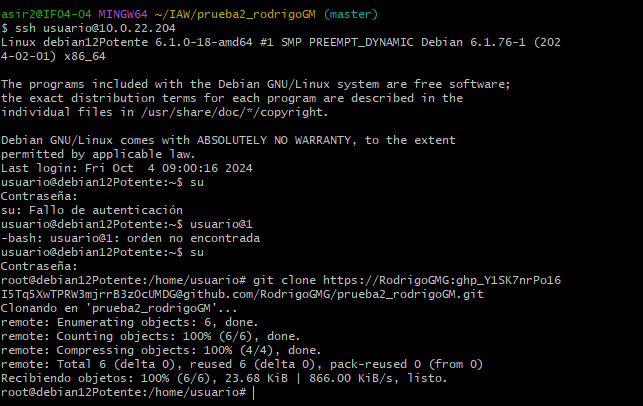 asir2@IF04-04 MINGW64 ~/IAW/prueba2_rodrigoGM (master)
$ ssh usuario@10.0.22.204
Linux debian12Potente 6.1.0-18-amd64 #1 SMP PREEMPT_DYNAMIC Debian 6.1.76-1 (202
4-02-01) x86_64
The programs included with the Debian GNU/Linux system are free software;
the exact distribution terms for each program are described in the
individual files in /usr/share/doc/*/copyright.
Debian GNU/Linux comes with ABSOLUTELY NO WARRANTY, to the extent
permitted by applicable law.
Last login: Fri Oct  4 09:00:16 2024
usuario@debian12Potente:~$ su
Contraseña:
su: Fallo de autenticación
usuario@debian12Potente:~$ usuario@1
-bash: usuario@1: orden no encontrada
usuario@debian12Potente:~$ su
Contraseña:
root@debian12Potente:/home/usuario# git clone https://RodrigoGMG:ghp_Y1SK7nrPo16
I5Tq5XwTPRW3mjrrB3zOcUMDG@github.com/RodrigoGMG/prueba2_rodrigoGM.git
Clonando en 'prueba2_rodrigoGM'...
remote: Enumerating objects: 6, done.
remote: Counting objects: 100% (6/6), done.
remote: Compressing objects: 100% (4/4), done.
remote: Total 6 (delta 0), reused 6 (delta 0), pack-reused 0 (from 0)
Recibiendo objetos: 100% (6/6), 23.68 KiB | 866.00 KiB/s, listo.
root@debian12Potente:/home/usuario#